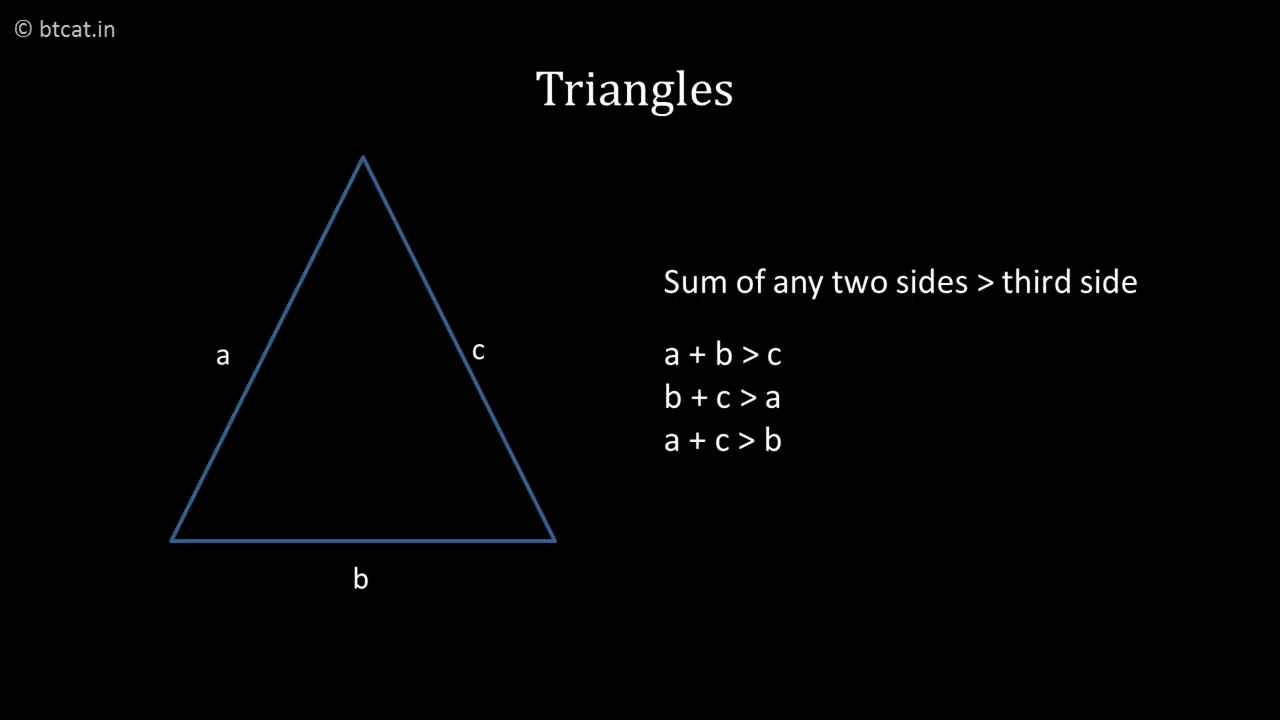 © btcat.in
Triangles
Sum of any two sides > third side
a + b > c
b + c > a
a + c > b
a
c
b